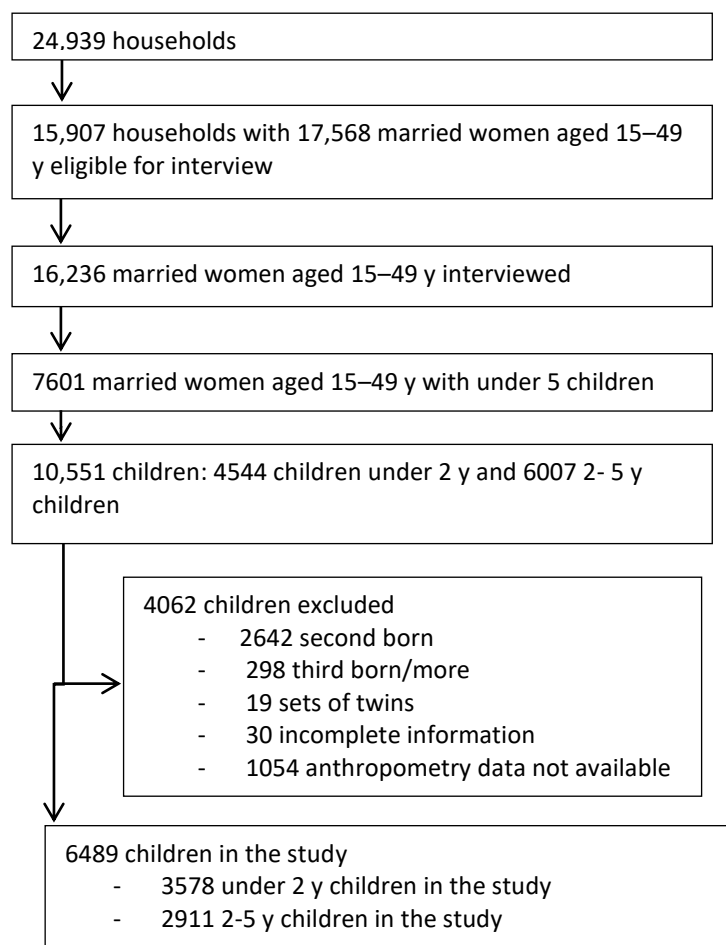 24,939 households
15,907 households with 17,568 married women aged 15–49
y eligible for interview
16,236 married women aged 15–49 y interviewed
7601 married women aged 15–49 y with under 5 children
10,551 children: 4544 children under 2 y and 6007 2- 5 y
children
4062 children excluded
- 2642 second born
- 298 third born/more
- 19 sets of twins
- 30 incomplete information
- 1054 anthropometry data not available
6489 children in the study
- 3578 under 2 y children in the study
- 2911 2-5 y children in the study